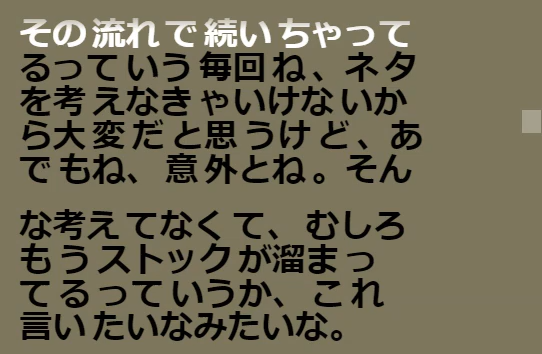 その流れで続いちゃって
るっていう毎回ね、ネタ
を考えなきゃいけないか
ら大変だと思うけど、あ
でもね、意外とね。そん
な考えてなくて、むしろ
もうストックが溜まっ
てるっていうか、これ
言いたいなみたいな。